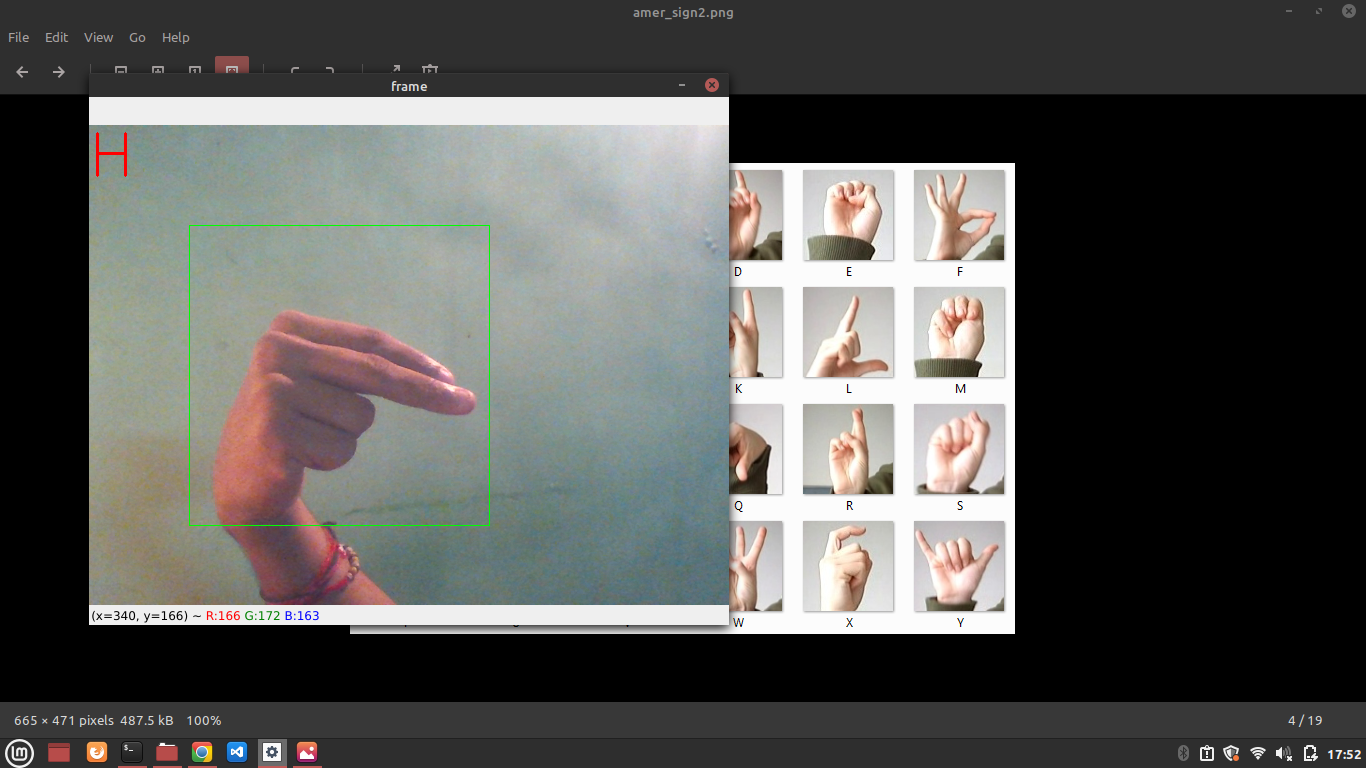 amer_sign2.png
File Edit View Go Help
frame
H
D E F
K L M
Q R S
W X Y
(x=340, y=166) ~ R:166 G:172 B:163
665 × 471 pixels 487.5 kB 100%
4 / 19
lm
$-
17:52